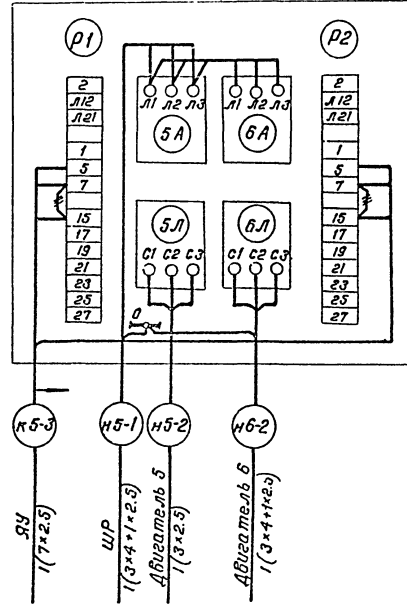 Р1
Р2
2
Л12
Л21
1
5
7
15
17
19
21
23
25
27
Л1 Л2 Л3
5А
Л1 Л2 Л3
6А
5Л
С1 С2 С3
6Л
С1 С2 С3
2
Л12
Л21
1
5
7
15
17
19
21
23
25
27
0
к5-3
н5-1
н5-2
н6-2
ЯУ
1(7×2.5)
ШР
1(3×4+1×2.5)
Двигатель 5
1(3×2.5)
Двигатель 6
1(3×4+1×2.5)